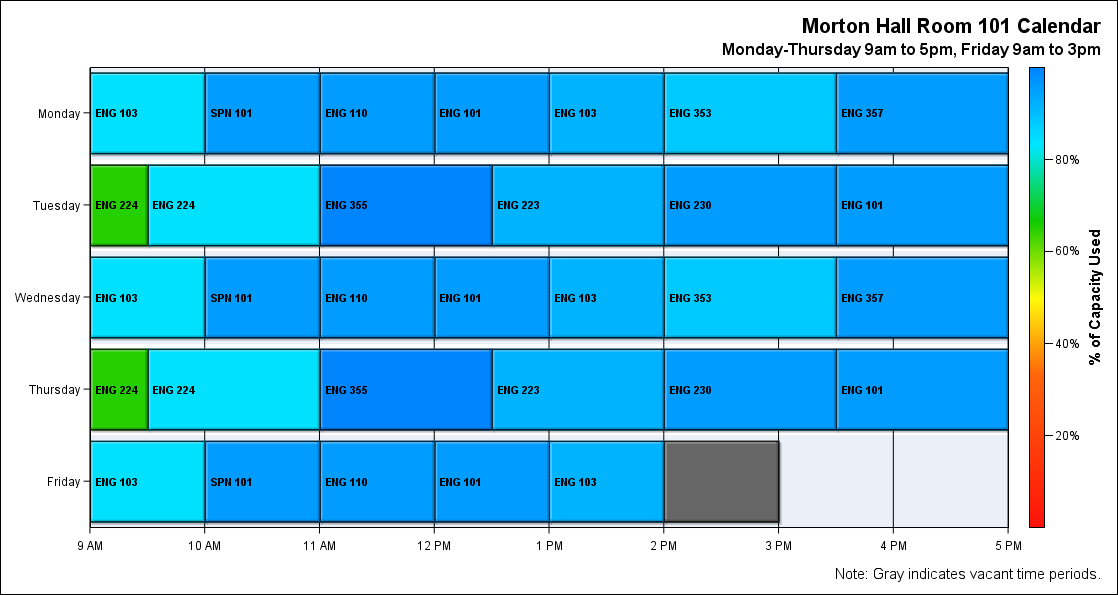 Morton Hall Room 101 Calendar
Monday-Thursday 9am to 5pm, Friday 9am to 3pm
Monday ENG 103 SPN 101 ENG 110 ENG 101 ENG 103 ENG 353 ENG 357
80%
Tuesday ENG 224 ENG 224 ENG 355 ENG 223 ENG 230 ENG 101
60%
Wednesday ENG 103 SPN 101 ENG 110 ENG 101 ENG 103 ENG 353 ENG 357
% of Capacity Used
40%
Thursday ENG 224 ENG 224 ENG 355 ENG 223 ENG 230 ENG 101
20%
Friday ENG 103 SPN 101 ENG 110 ENG 101 ENG 103
9 AM 10 AM 11 AM 12 PM 1 PM 2 PM 3 PM 4 PM 5 PM
Note: Gray indicates vacant time periods.